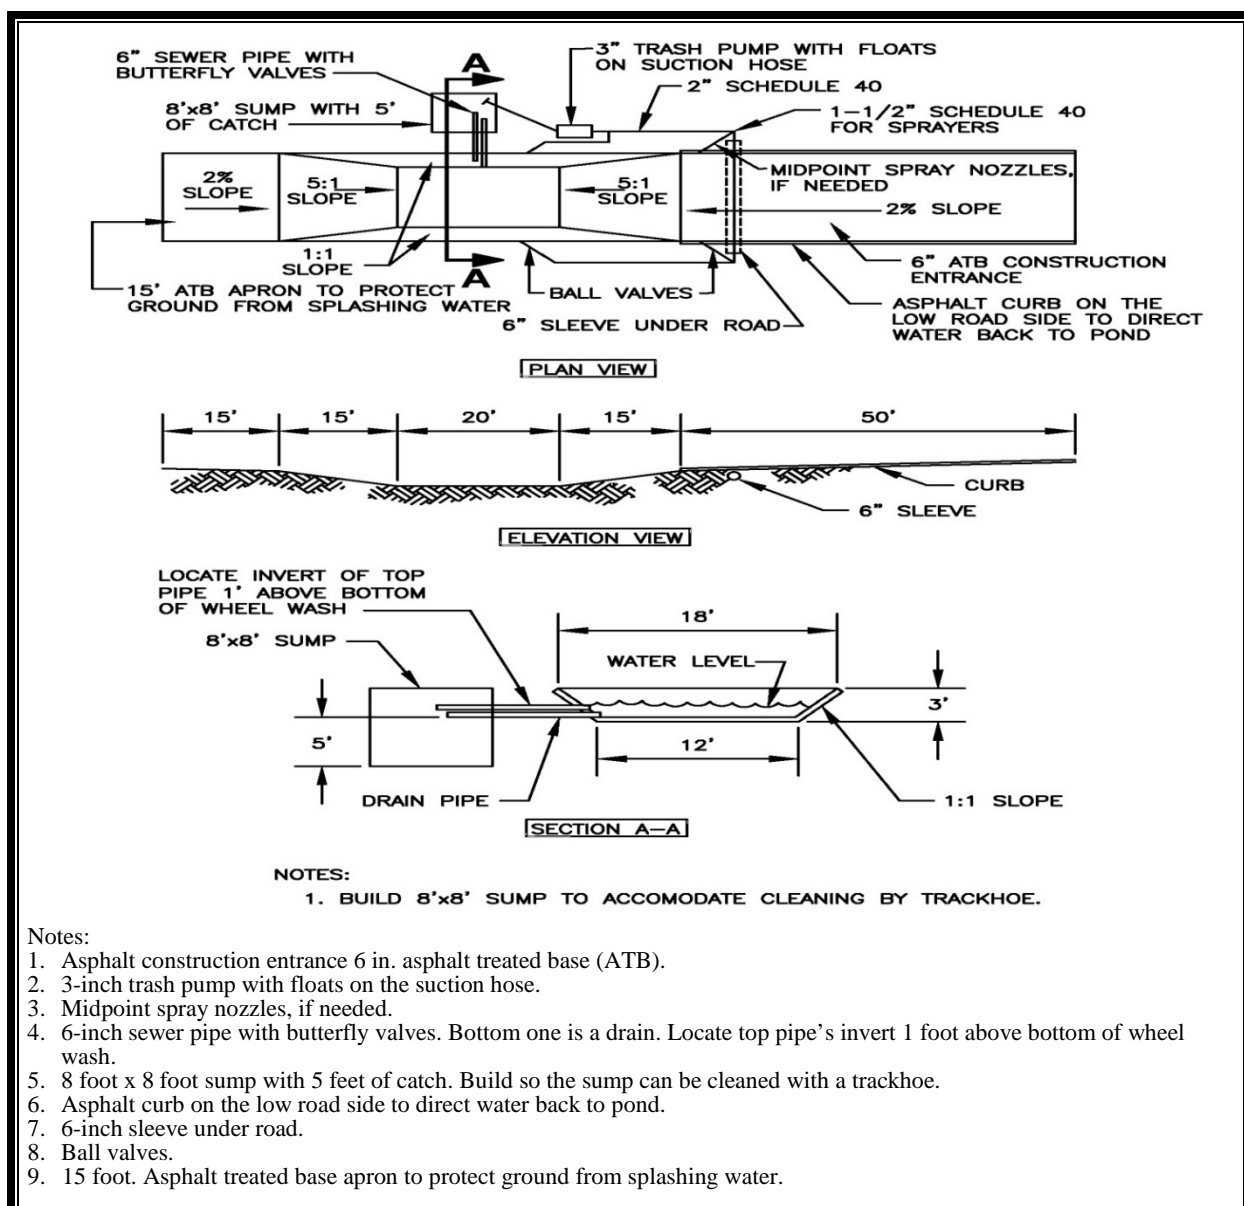 6” SEWER PIPE WITH
BUTTERFLY VALVES
A
3” TRASH PUMP WITH FLOATS
ON SUCTION HOSE
2” SCHEDULE 40
8’x8’ SUMP WITH 5’
OF CATCH
1-1/2” SCHEDULE 40
FOR SPRAYERS
MIDPOINT SPRAY NOZZLES,
IF NEEDED
2%
SLOPE
5:1
SLOPE
5:1
SLOPE
2% SLOPE
1:1
SLOPE
A
15’ ATB APRON TO PROTECT
GROUND FROM SPLASHING WATER
BALL VALVES
6” SLEEVE UNDER ROAD
6” ATB CONSTRUCTION
ENTRANCE
ASPHALT CURB ON THE
LOW ROAD SIDE TO DIRECT
WATER BACK TO POND
PLAN VIEW
15’ 15’ 20’ 15’ 50’
CURB
6” SLEEVE
ELEVATION VIEW
LOCATE INVERT OF TOP
PIPE 1’ ABOVE BOTTOM
OF WHEEL WASH
8’x8’ SUMP
18’
WATER LEVEL
3’
5’
12’
DRAIN PIPE
1:1 SLOPE
SECTION A-A
NOTES:
1. BUILD 8’x8’ SUMP TO ACCOMODATE CLEANING BY TRACKHOE.
Notes:
1. Asphalt construction entrance 6 in. asphalt treated base (ATB).
2. 3-inch trash pump with floats on the suction hose.
3. Midpoint spray nozzles, if needed.
4. 6-inch sewer pipe with butterfly valves. Bottom one is a drain. Locate top pipe’s invert 1 foot above bottom of wheel
wash.
5. 8 foot x 8 foot sump with 5 feet of catch. Build so the sump can be cleaned with a trackhoe.
6. Asphalt curb on the low road side to direct water back to pond.
7. 6-inch sleeve under road.
8. Ball valves.
9. 15 foot. Asphalt treated base apron to protect ground from splashing water.